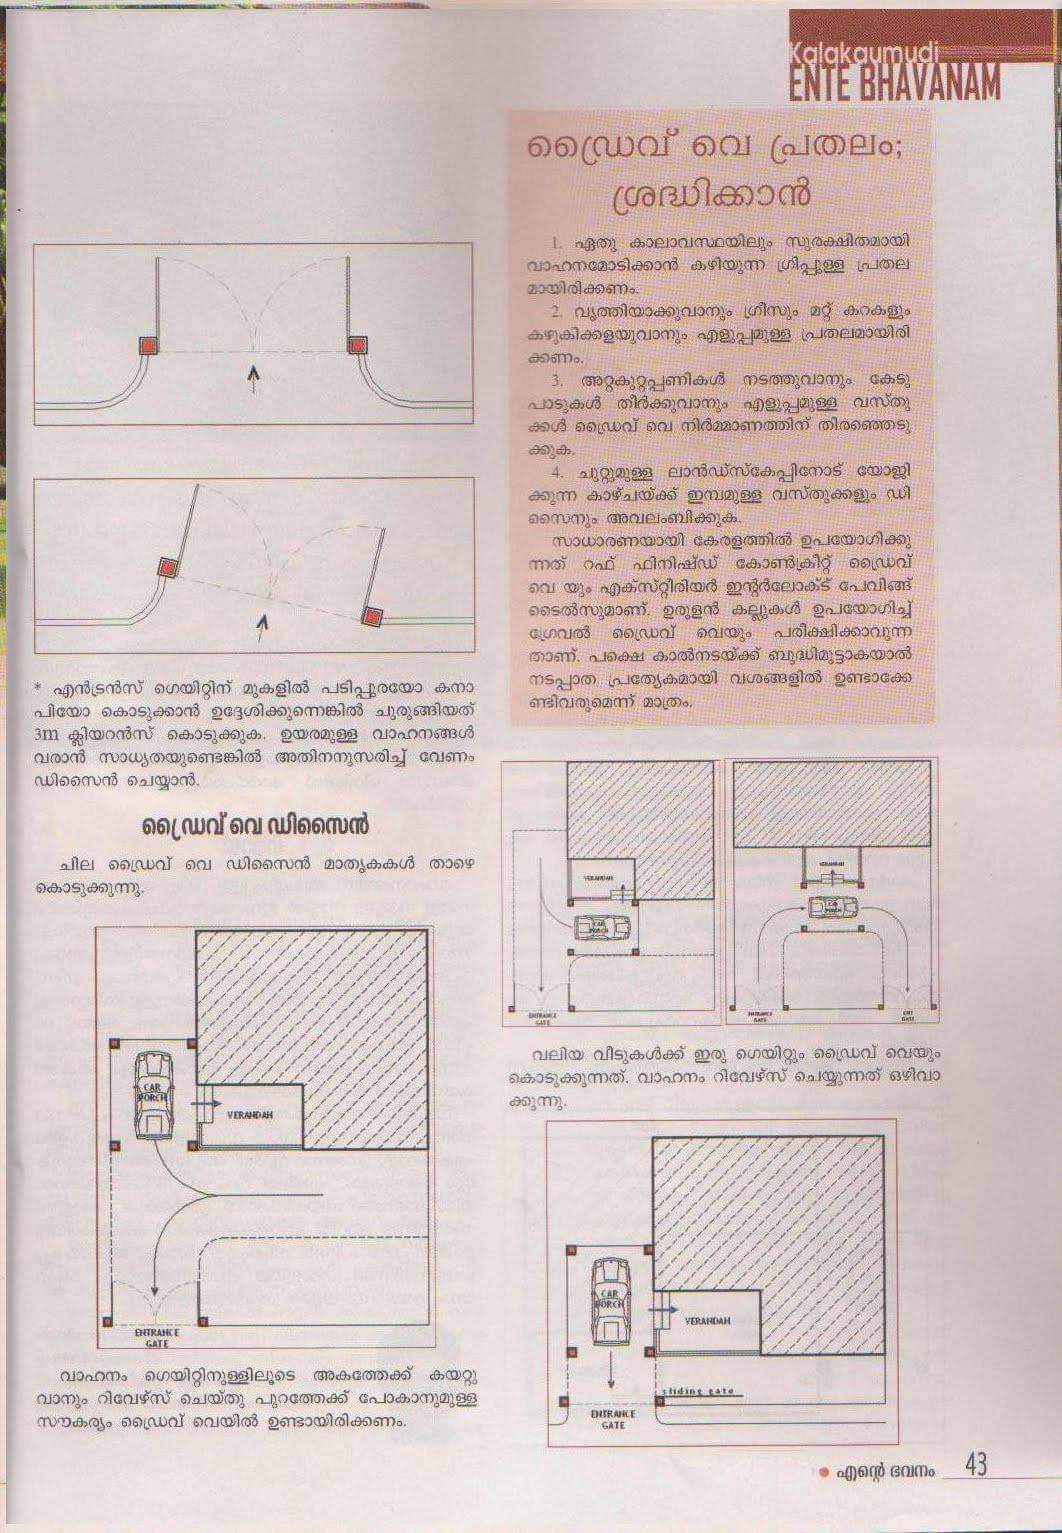 Kalakaumudi
ENTE BHAVANAM
ഡ്രൈവ് വെ പ്രതലം;
ശ്രദ്ധിക്കാൻ
1. ഏതു കാലാവസ്ഥയിലും സുരക്ഷിതമായി
വാഹനമോടിക്കാൻ കഴിയുന്ന ഗ്രിപ്പുള്ള പ്രതല
മായിരിക്കണം.
2. വൃത്തിയാക്കുവാനും ഗ്രീസും മറ്റ് കറകളും
കഴുകിക്കളയുവാനും എളുപ്പമുള്ള പ്രതലമായിരി
ക്കണം.
3. അറ്റകുറ്റപ്പണികൾ നടത്തുവാനും കേടു
പാടുകൾ തീർക്കുവാനും എളുപ്പമുള്ള വസ്തു
ക്കൾ ഡ്രൈവ് വെ നിർമ്മാണത്തിന് തിരഞ്ഞെടു
ക്കുക.
4. ചുറ്റുമുള്ള ലാൻഡ്സ്കേപ്പിനോട് യോജി
ക്കുന്ന കാഴ്ചയ്ക്ക് ഇമ്പമുള്ള വസ്തുക്കളും ഡി
സൈനും അവലംബിക്കുക.
സാധാരണയായി കേരളത്തിൽ ഉപയോഗിക്കു
ന്നത് റഫ് ഫിനിഷ്ഡ് കോൺക്രീറ്റ് ഡ്രൈവ്
വെ യും എക്സ്റ്റീരിയർ ഇന്റർലോക്ട് പേവിങ്ങ്
ടൈൽസുമാണ്. ഉരുളൻ കല്ലുകൾ ഉപയോഗിച്ച്
ഗ്രേവൽ ഡ്രൈവ് വെയും പരീക്ഷിക്കാവുന്ന
താണ്. പക്ഷെ കാൽനടയ്ക്ക് ബുദ്ധിമുട്ടാകയാൽ
നടപ്പാത പ്രത്യേകമായി വശങ്ങളിൽ ഉണ്ടാക്കേ
ണ്ടിവരുമെന്ന് മാത്രം.
* എൻട്രൻസ് ഗെയിറ്റിന് മുകളിൽ പടിപ്പുരയോ കനാ
പിയോ കൊടുക്കാൻ ഉദ്ദേശിക്കുന്നെങ്കിൽ ചുരുങ്ങിയത്
3m ക്ലിയറൻസ് കൊടുക്കുക. ഉയരമുള്ള വാഹനങ്ങൾ
വരാൻ സാധ്യതയുണ്ടെങ്കിൽ അതിനനുസരിച്ച് വേണം
ഡിസൈൻ ചെയ്യാൻ.
ഡ്രൈവ് വെ ഡിസൈൻ
ചില ഡ്രൈവ് വെ ഡിസൈൻ മാതൃകകൾ താഴെ
കൊടുക്കുന്നു.
CAR
PORCH
VERANDAH
ENTRANCE
GATE
വാഹനം ഗെയിറ്റിനുള്ളിലൂടെ അകത്തേക്ക് കയറ്റു
വാനും റിവേഴ്സ് ചെയ്തു പുറത്തേക്ക് പോകാനുമുള്ള
സൗകര്യം ഡ്രൈവ് വെയിൽ ഉണ്ടായിരിക്കണം.
VERANDAH
CAR
PORCH
ENTRANCE
GATE
VERANDAH
CAR
PORCH
ENTRANCE
GATE
EXIT
GATE
വലിയ വീടുകൾക്ക് ഇരു ഗെയിറ്റും ഡ്രൈവ് വെയും
കൊടുക്കുന്നത്. വാഹനം റിവേഴ്സ് ചെയ്യുന്നത് ഒഴിവാ
ക്കുന്നു.
CAR
PORCH
VERANDAH
sliding gate
ENTRANCE
GATE
എന്റെ ഭവനം 43